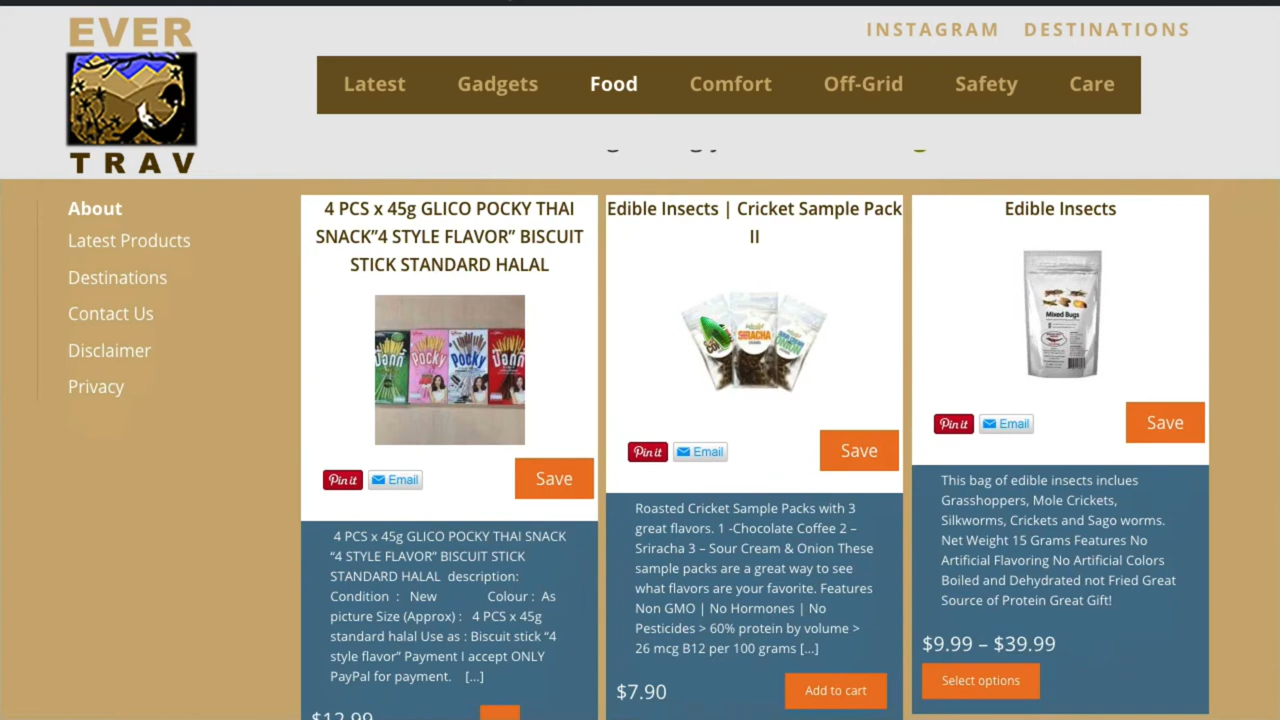 EVER
TRAV
INSTAGRAM DESTINATIONS
Latest Gadgets Food Comfort Off-Grid Safety Care
About
Latest Products
Destinations
Contact Us
Disclaimer
Privacy
4 PCS x 45g GLICO POCKY THAI
SNACK”4 STYLE FLAVOR” BISCUIT
STICK STANDARD HALAL
ป๊อกกี้ POCKY POCKY ป๊อกกี้
Pin it Email Save
4 PCS x 45g GLICO POCKY THAI SNACK
“4 STYLE FLAVOR” BISCUIT STICK
STANDARD HALAL description:
Condition : New Colour : As
picture Size (Approx) : 4 PCS x 45g
standard halal Use as : Biscuit stick “4
style flavor” Payment I accept ONLY
PayPal for payment. [...]
$12.99
Edible Insects | Cricket Sample Pack
II
SRIRACHA
Pin it Email Save
Roasted Cricket Sample Packs with 3
great flavors. 1 -Chocolate Coffee 2 –
Sriracha 3 – Sour Cream & Onion These
sample packs are a great way to see
what flavors are your favorite. Features
Non GMO | No Hormones | No
Pesticides > 60% protein by volume >
26 mcg B12 per 100 grams [...]
$7.90 Add to cart
Edible Insects
Mixed Bugs
Pin it Email Save
This bag of edible insects inclues
Grasshoppers, Mole Crickets,
Silkworms, Crickets and Sago worms.
Net Weight 15 Grams Features No
Artificial Flavoring No Artificial Colors
Boiled and Dehydrated not Fried Great
Source of Protein Great Gift!
$9.99 – $39.99
Select options